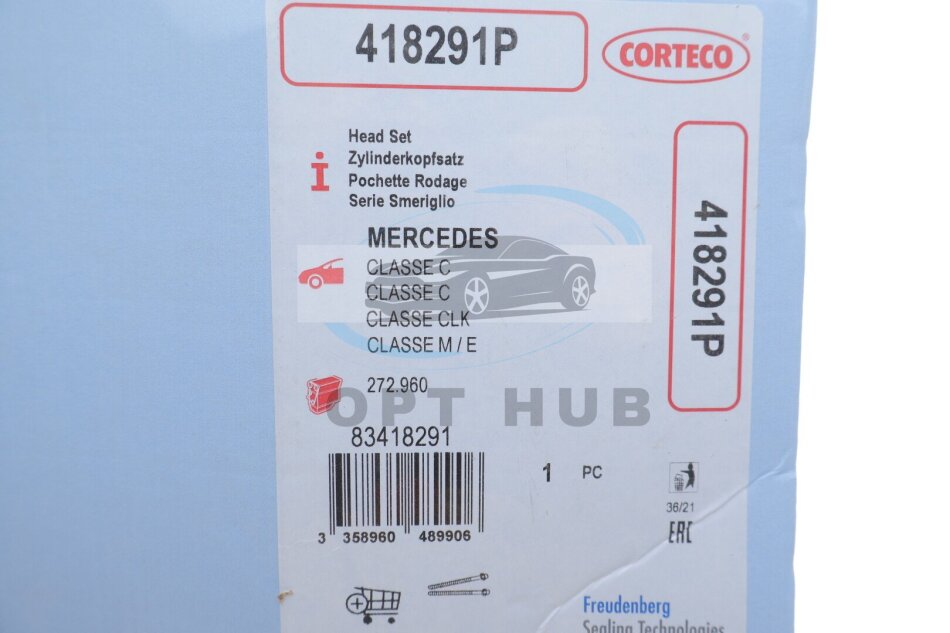 418291P
CORTECO®
Head Set
Zylinderkopfsatz
Pochette Rodage
Serie Smeriglio
418291P
MERCEDES
CLASSE C
CLASSE C
CLASSE CLK
CLASSE M / E
272.960
OPT HUB
83418291
1 PC
3 358960 489906
36/21
EAC
Freudenberg
Sealing Technologies